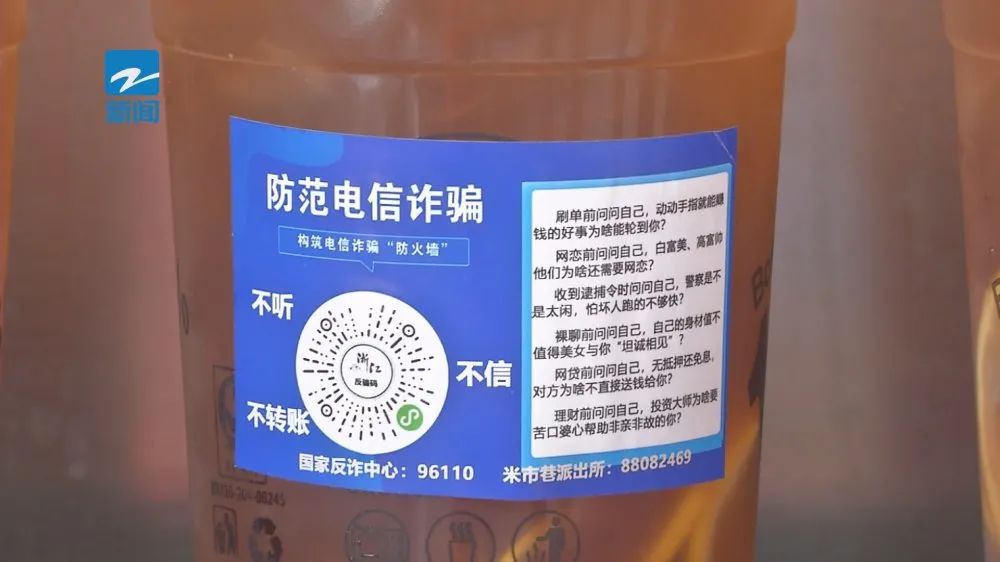 新闻
防范电信诈骗
构筑电信诈骗“防火墙”
不听
不信
不转账
浙江
反骗码
刷单前问问自己，动动手指就能赚
钱的好事为啥能轮到你？
网恋前问问自己，白富美、高富帅
他们为啥还需要网恋？
收到逮捕令时问问自己，警察是不
是太闲，怕坏人跑的不够快？
裸聊前问问自己，自己的身材值不
值得美女与你“坦诚相见”？
网贷前问问自己，无抵押还免息，
对方为啥不直接送钱给你？
理财前问问自己，投资大师为啥要
苦口婆心帮助非亲非故的你？
国家反诈中心：96110
米市巷派出所：88082469